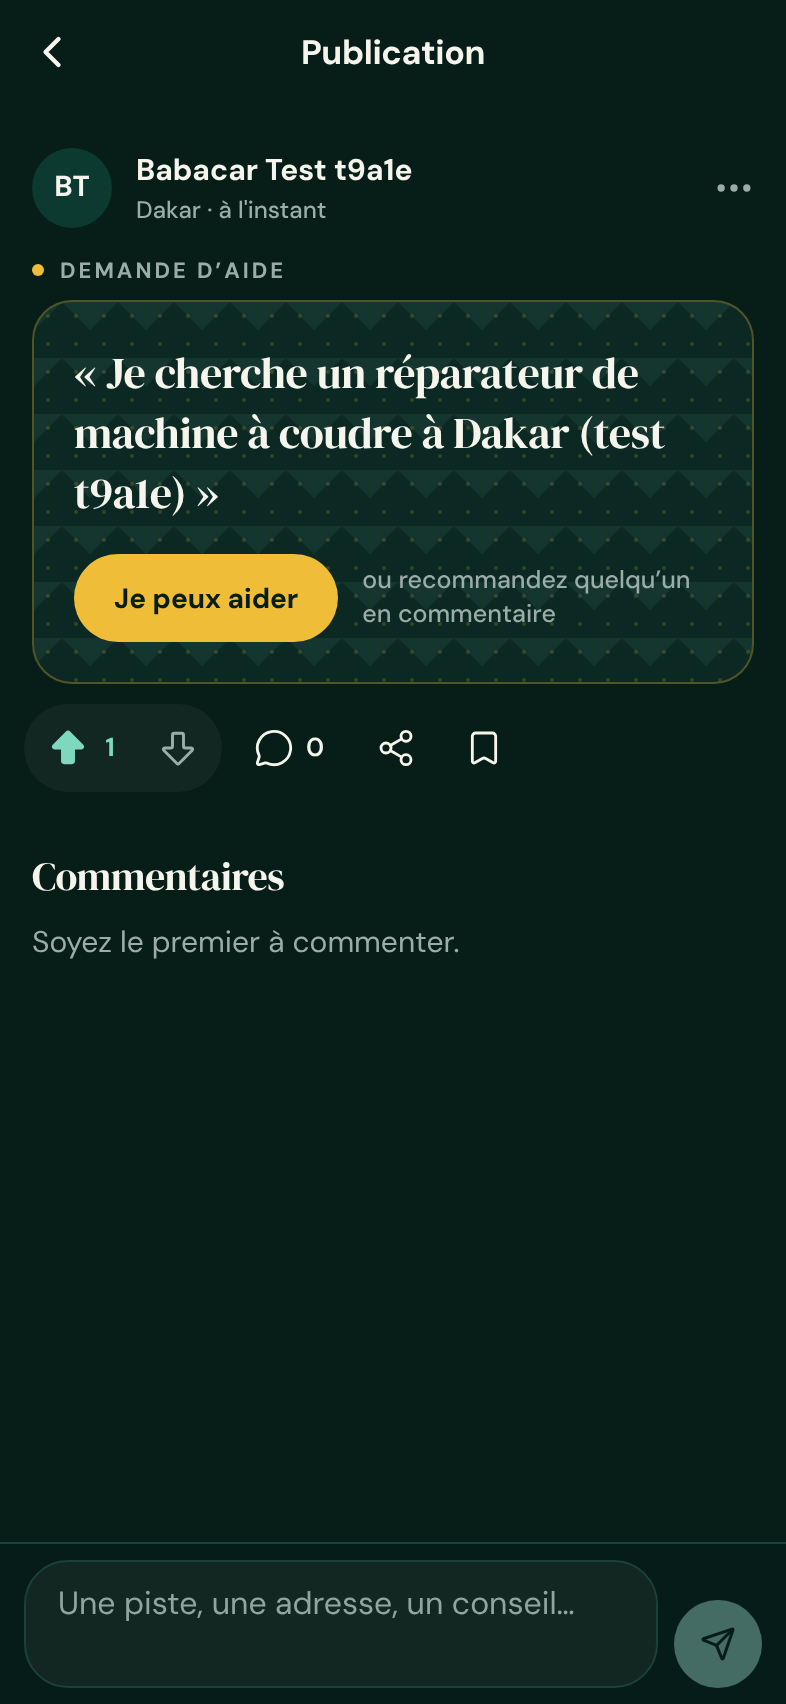 Publication
BT
Babacar Test t9a1e
Dakar · à l'instant
DEMANDE D’AIDE
« Je cherche un réparateur de
machine à coudre à Dakar (test
t9a1e) »
Je peux aider
ou recommandez quelqu’un
en commentaire
1
0
Commentaires
Soyez le premier à commenter.
Une piste, une adresse, un conseil…